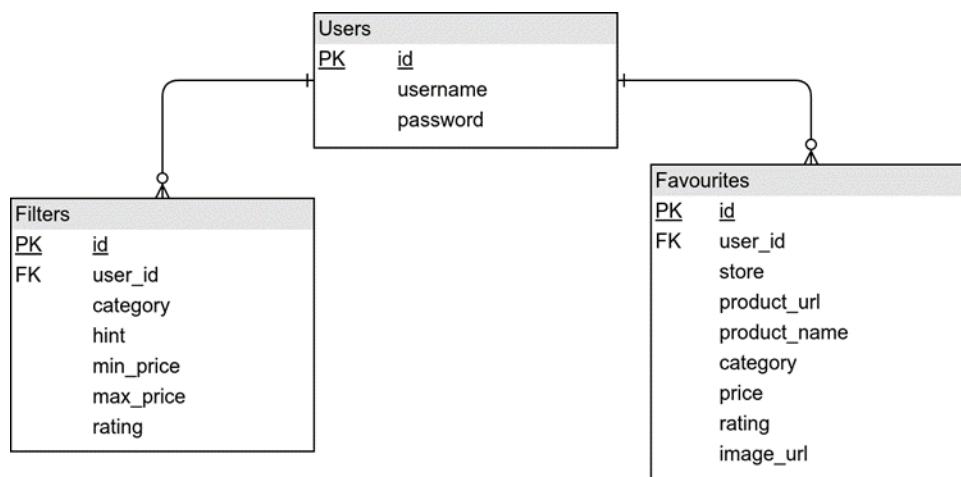 Users
PK id
username
password
Filters
PK id
FK user_id
category
hint
min_price
max_price
rating
Favourites
PK id
FK user_id
store
product_url
product_name
category
price
rating
image_url